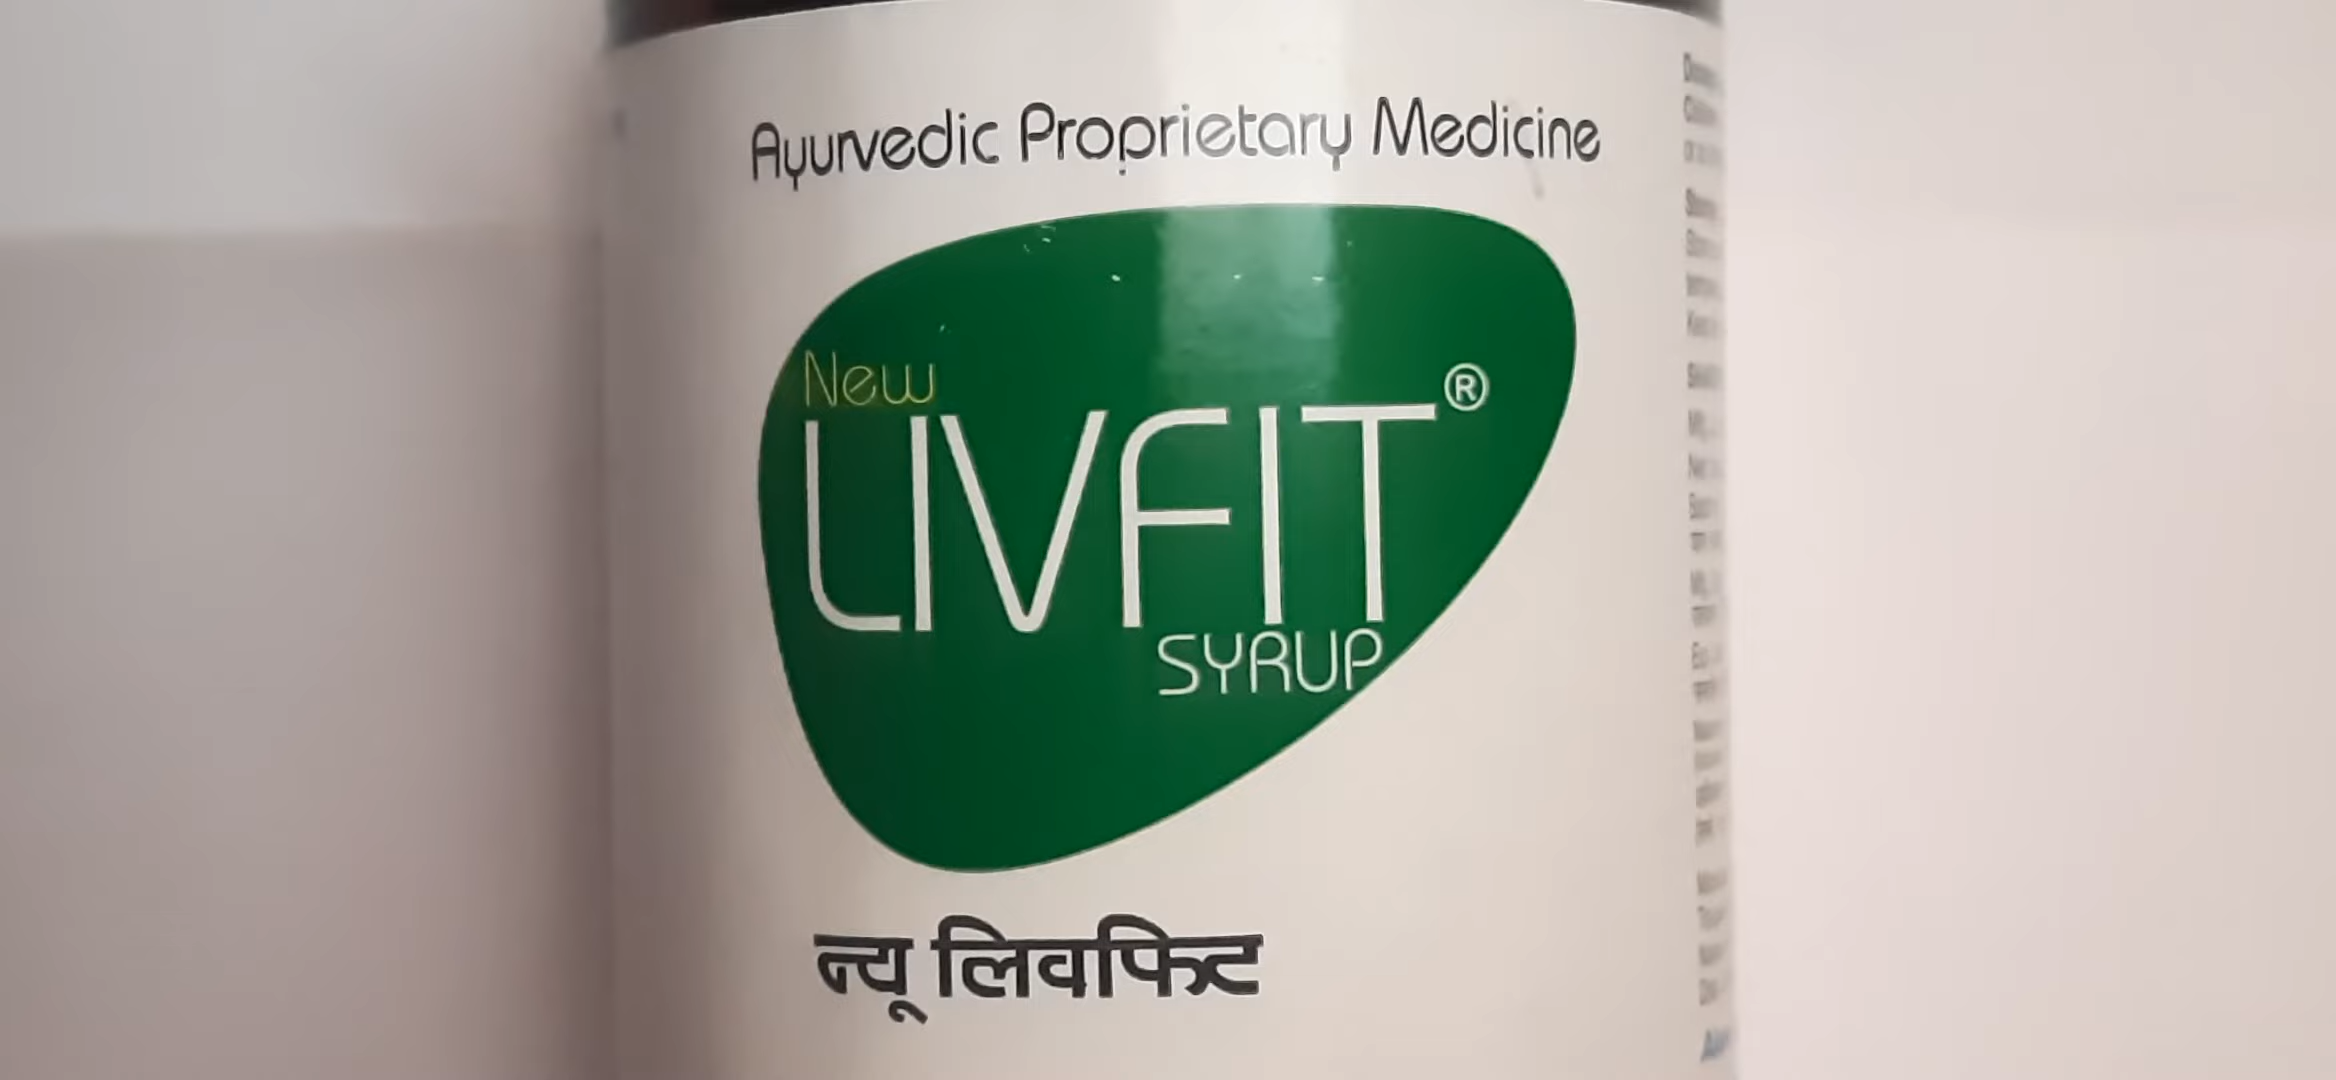 Ayurvedic Proprietary Medicine
New
LIVFIT®
SYRUP
न्यू लिवफिट